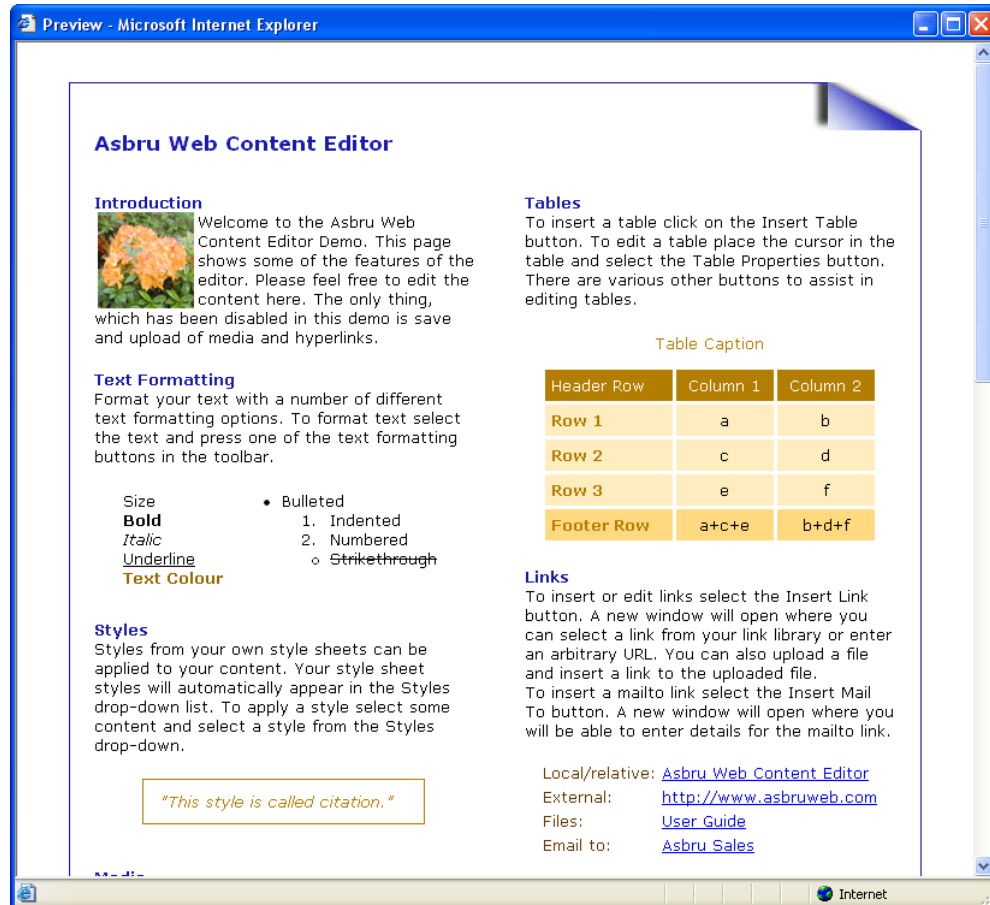 Preview - Microsoft Internet Explorer
Asbru Web Content Editor
Introduction
Welcome to the Asbru Web
Content Editor Demo. This page
shows some of the features of the
editor. Please feel free to edit the
content here. The only thing,
which has been disabled in this demo is save
and upload of media and hyperlinks.
Text Formatting
Format your text with a number of different
text formatting options. To format text select
the text and press one of the text formatting
buttons in the toolbar.
Size
Bold
Italic
Underline
Text Colour
• Bulleted
1. Indented
2. Numbered
o Strikethrough
Styles
Styles from your own style sheets can be
applied to your content. Your style sheet
styles will automatically appear in the Styles
drop-down list. To apply a style select some
content and select a style from the Styles
drop-down.
"This style is called citation."
Media
Tables
To insert a table click on the Insert Table
button. To edit a table place the cursor in the
table and select the Table Properties button.
There are various other buttons to assist in
editing tables.
Table Caption
Header Row Column 1 Column 2
Row 1 a b
Row 2 c d
Row 3 e f
Footer Row a+c+e b+d+f
Links
To insert or edit links select the Insert Link
button. A new window will open where you
can select a link from your link library or enter
an arbitrary URL. You can also upload a file
and insert a link to the uploaded file.
To insert a mailto link select the Insert Mail
To button. A new window will open where you
will be able to enter details for the mailto link.
Local/relative: Asbru Web Content Editor
External: http://www.asbruweb.com
Files: User Guide
Email to: Asbru Sales
Internet